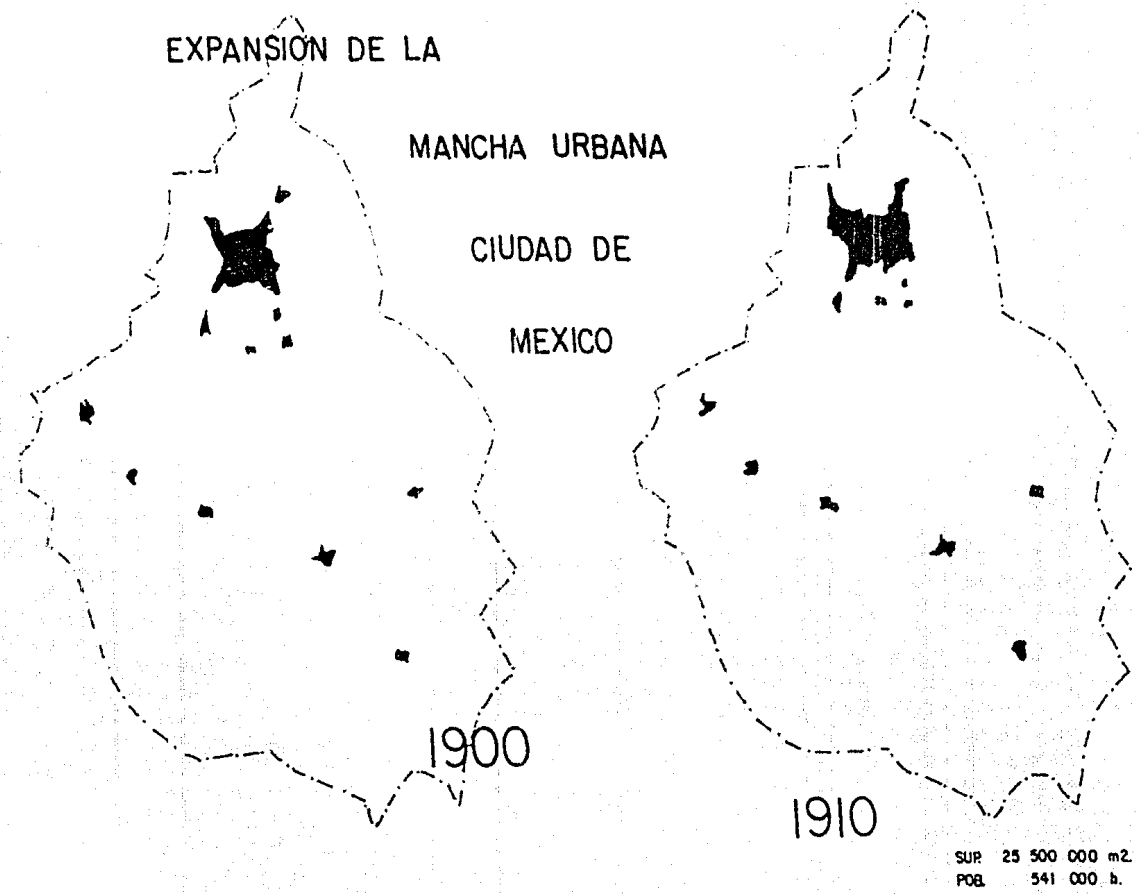 EXPANSION DE LA
MANCHA URBANA
CIUDAD DE
MEXICO
1900
1910
SUP. 25 500 000 m2.
POB. 541 000 h.